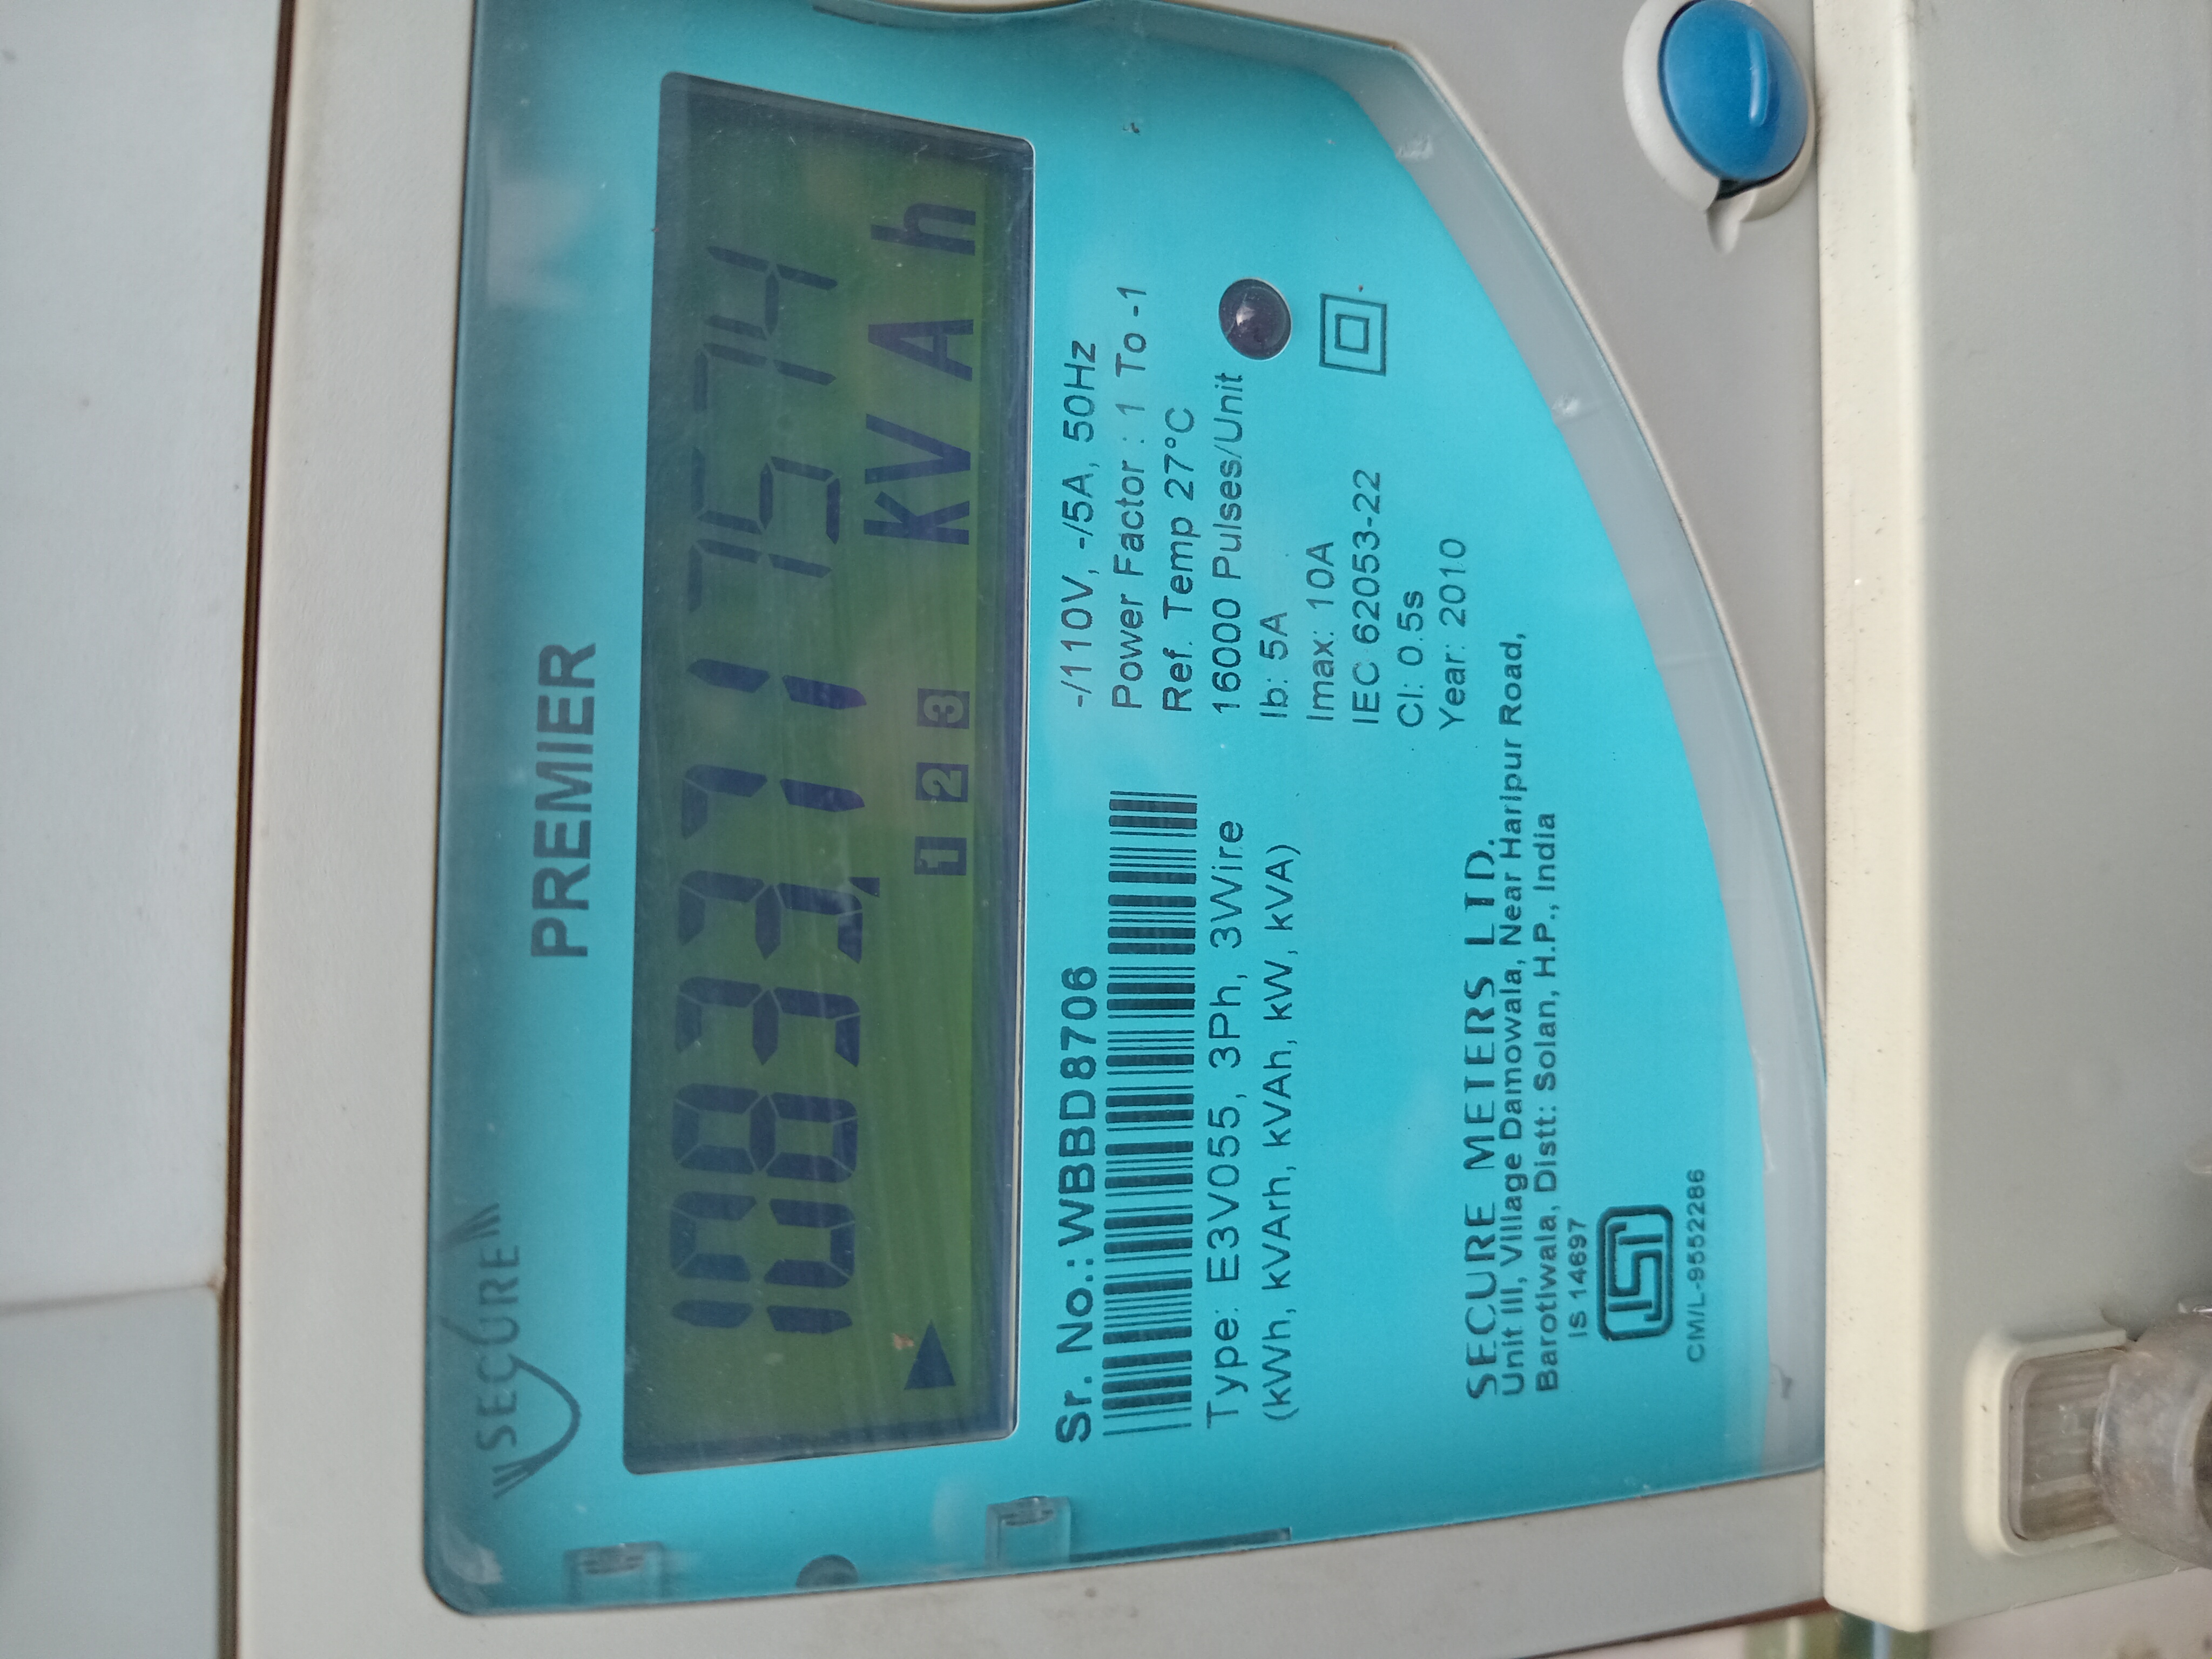 SECURE
PREMIER
10833.71
kVAh
1 2 3
Sr. No.: WBBD8706
Type: E3V055, 3Ph, 3Wire
(kWh, kVArh, kVAh, kW, kVA)
-/110V, -/5A, 50Hz
Power Factor : 1 To -1
Ref. Temp 27°C
16000 Pulses/Unit
Ib: 5A
Imax: 10A
IEC 62053-22
Cl: 0.5s
Year: 2010
SECURE METERS LTD.
Unit III, Village Damowala, Near Haripur Road,
Barotiwala, Distt: Solan, H.P., India
IS 14697
ISI
CM/L-9552286